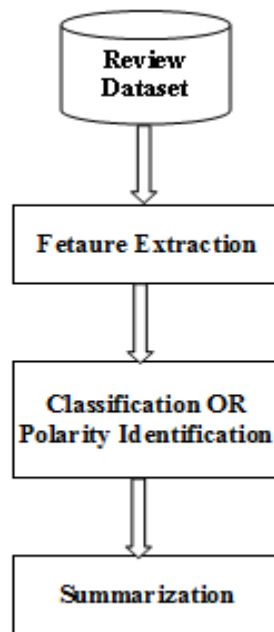 Review
Dataset
Fetaure Extraction
Classification OR
Polarity Identification
Summarization